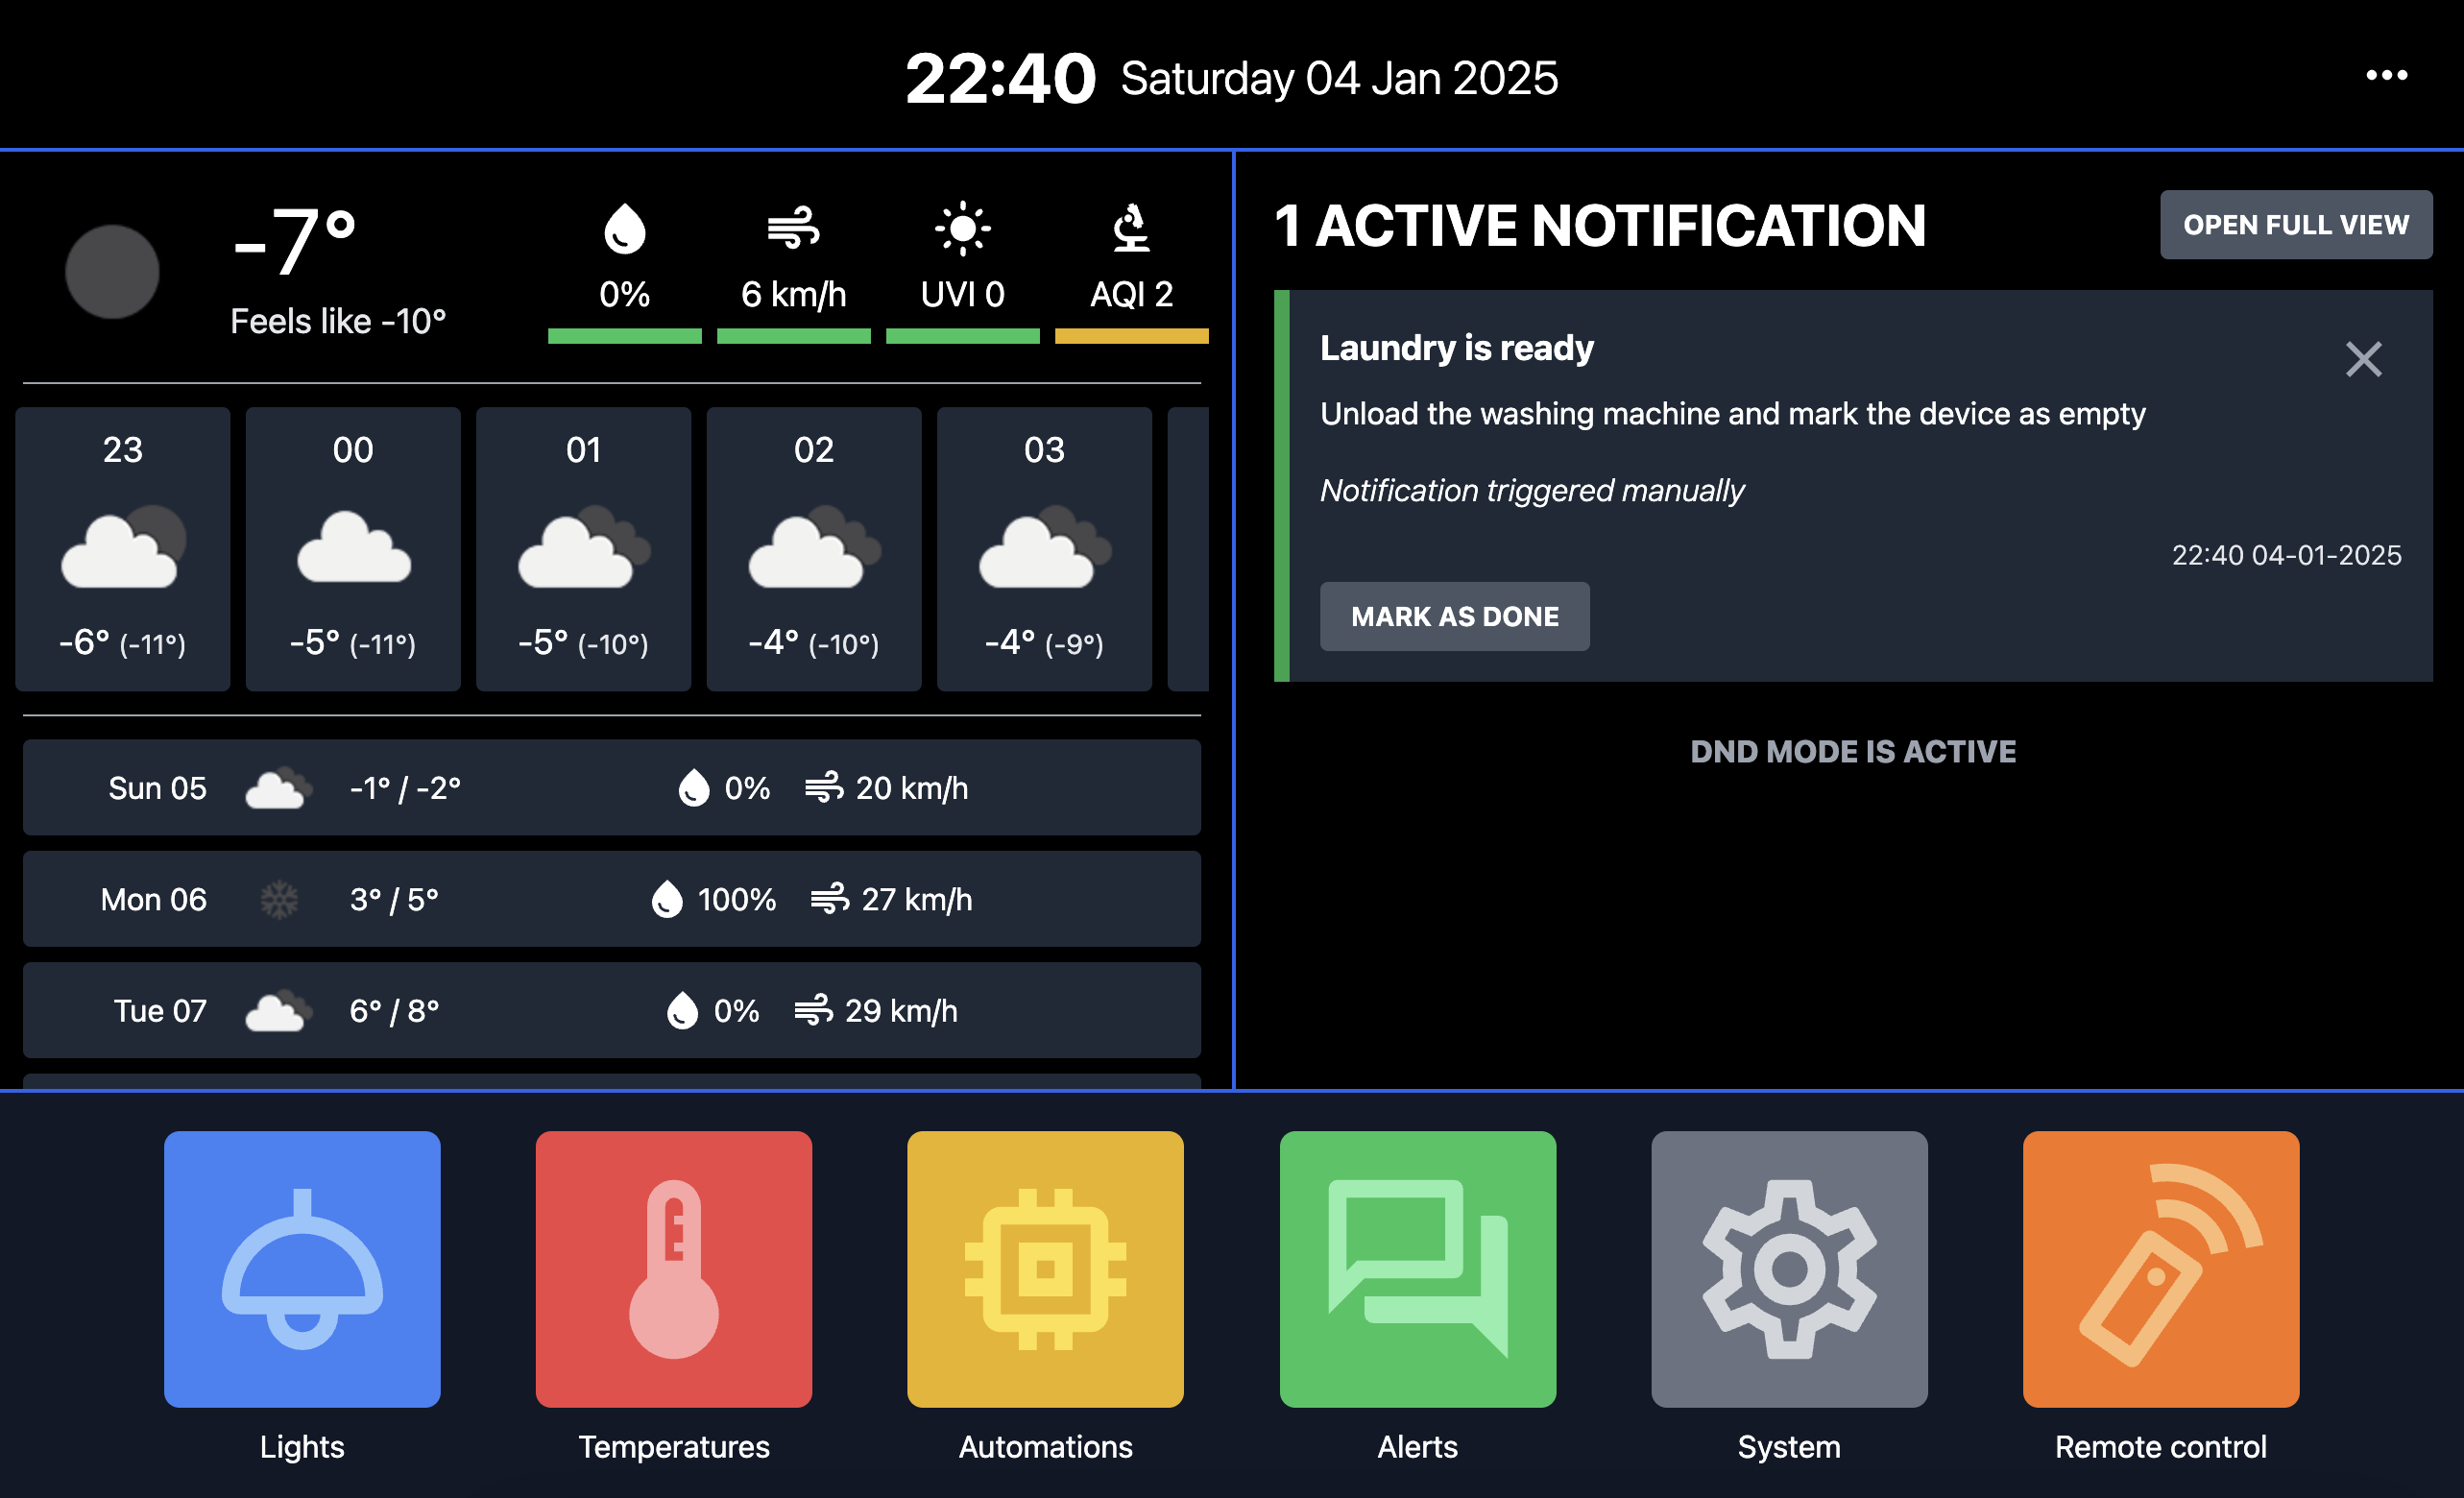 22:40 Saturday 04 Jan 2025
-7°
Feels like -10°
0%
6 km/h
UVI 0
AQI 2
23
-6° (-11°)
00
-5° (-11°)
01
-5° (-10°)
02
-4° (-10°)
03
-4° (-9°)
Sun 05 -1° / -2° 0% 20 km/h
Mon 06 3° / 5° 100% 27 km/h
Tue 07 6° / 8° 0% 29 km/h
1 ACTIVE NOTIFICATION
OPEN FULL VIEW
Laundry is ready
Unload the washing machine and mark the device as empty
Notification triggered manually
22:40 04-01-2025
MARK AS DONE
DND MODE IS ACTIVE
Lights
Temperatures
Automations
Alerts
System
Remote control